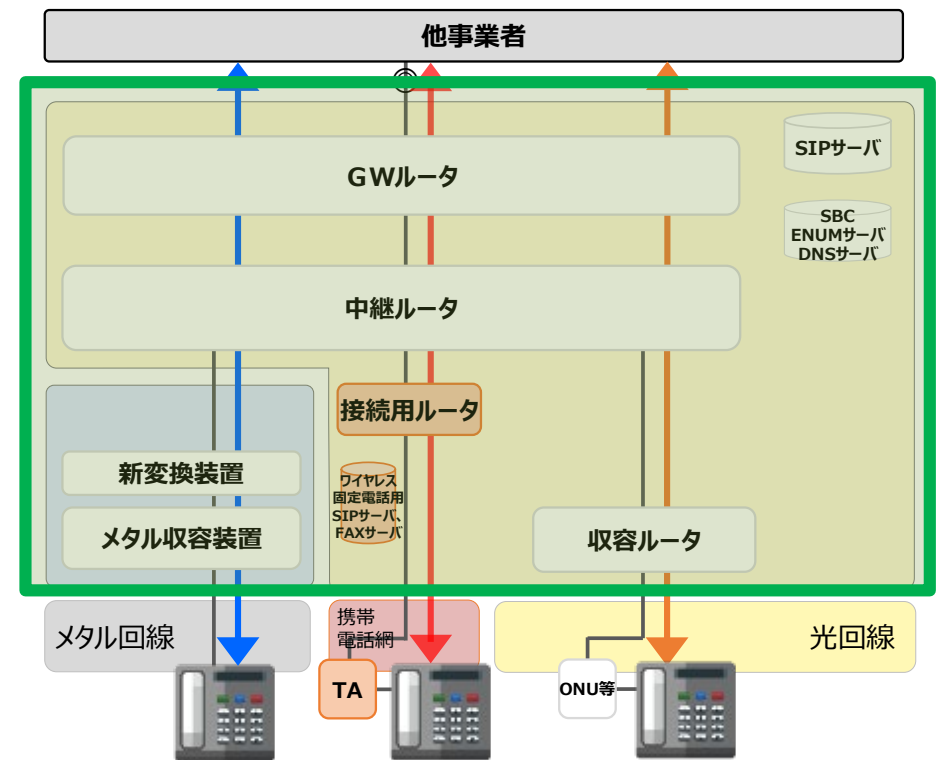 他事業者
GWルータ
SIPサーバ
SBC
ENUMサーバ
DNSサーバ
中継ルータ
接続用ルータ
新変換装置
メタル収容装置
ワイヤレス
固定電話用
SIPサーバ、
FAXサーバ
収容ルータ
メタル回線
携帯
電話網
光回線
TA
ONU等